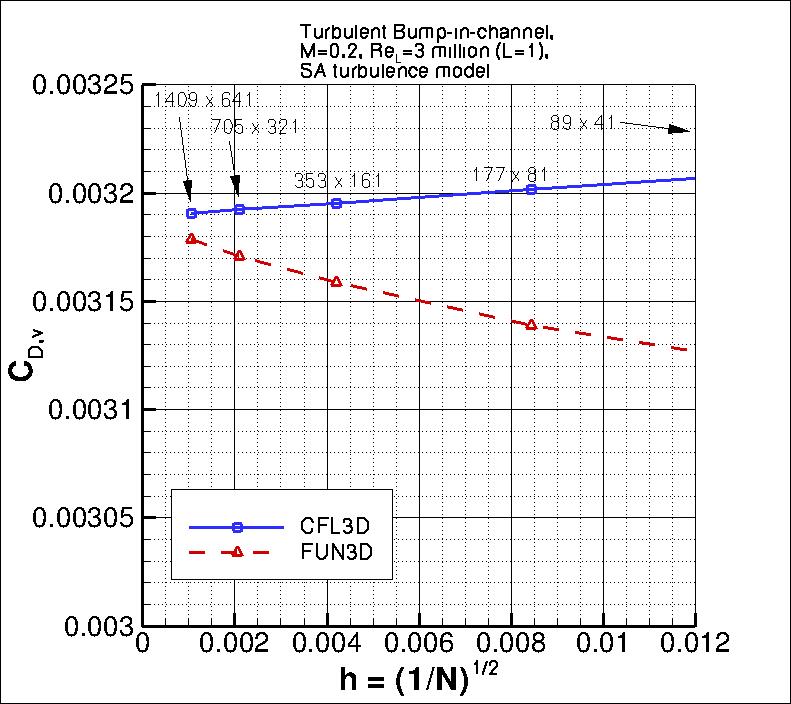 Turbulent Bump-in-channel,
M=0.2, ReL=3 million (L=1),
SA turbulence model
0.00325
1409 x 641
705 x 321
89 x 41
353 x 161
177 x 81
0.0032
0.00315
CD,v
0.0031
0.00305
CFL3D
FUN3D
0.003
0 0.002 0.004 0.006 0.008 0.01 0.012
h = (1/N)1/2